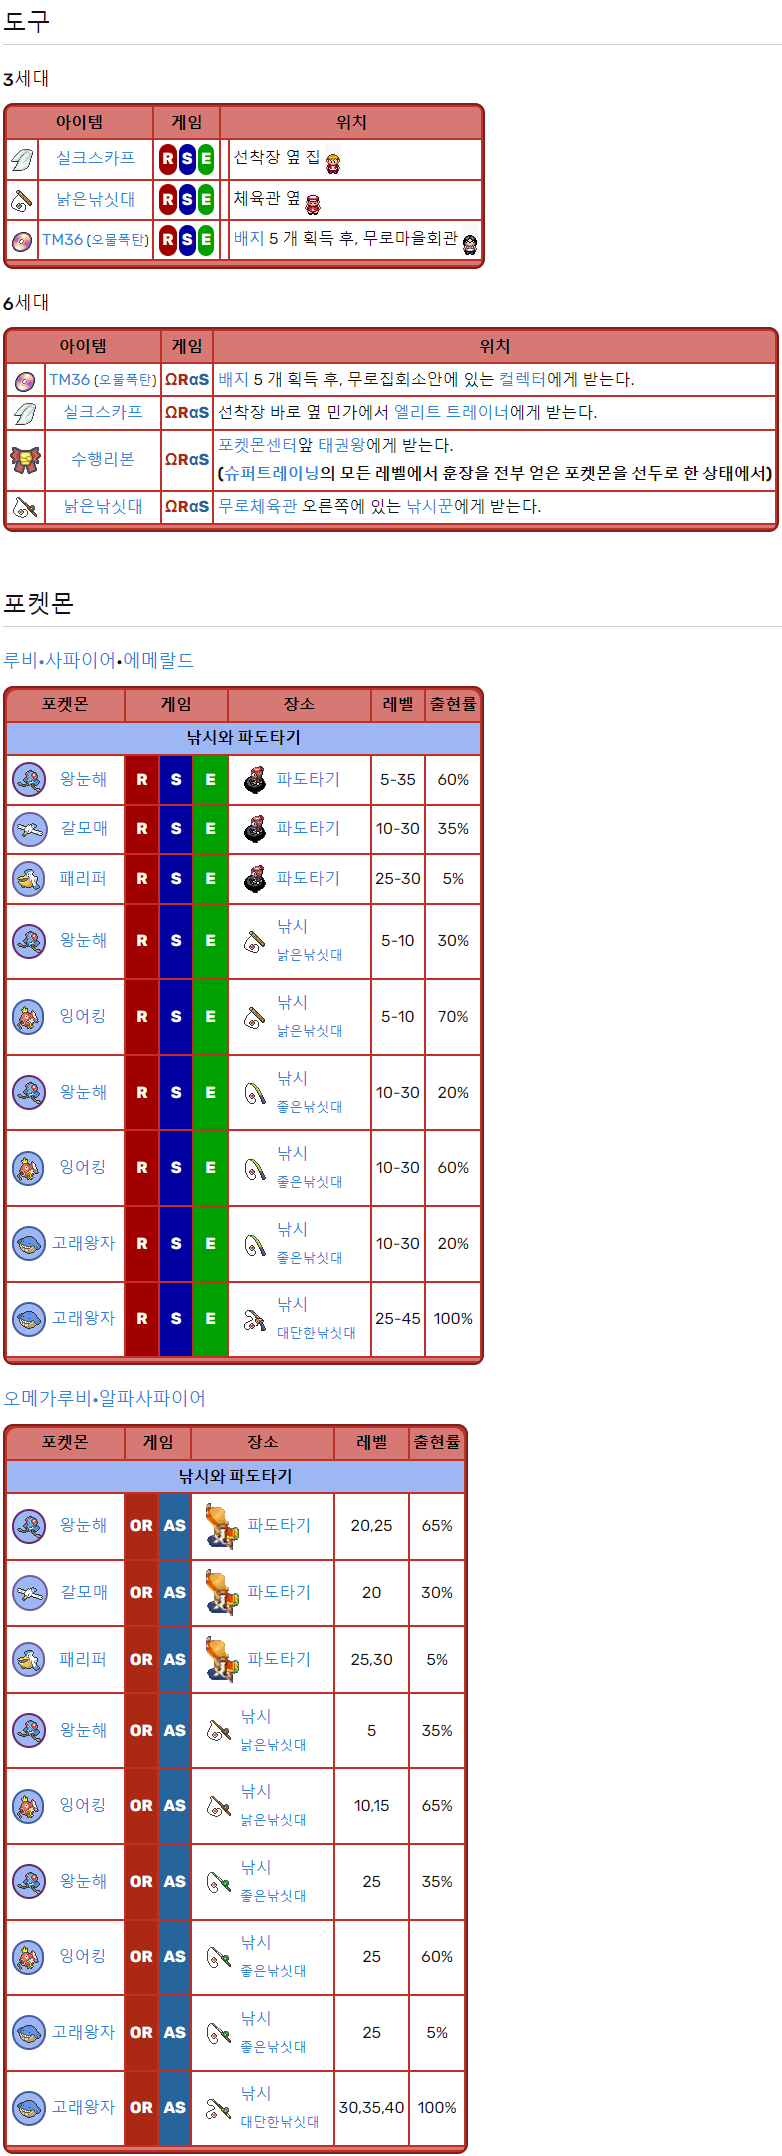 도구
3세대
아이템 게임 위치
실크스카프 R S E 선착장 옆 집
낡은낚싯대 R S E 체육관 옆
TM36 (오물폭탄) R S E 배지 5 개 획득 후, 무로마을회관
6세대
아이템 게임 위치
TM36 (오물폭탄) ΩRαS 배지 5 개 획득 후, 무로집회소안에 있는 컬렉터에게 받는다.
실크스카프 ΩRαS 선착장 바로 옆 민가에서 엘리트 트레이너에게 받는다.
수행리본 ΩRαS 포켓몬센터앞 태권왕에게 받는다.
(슈퍼트레이닝의 모든 레벨에서 훈장을 전부 얻은 포켓몬을 선두로 한 상태에서)
낡은낚싯대 ΩRαS 무로체육관 오른쪽에 있는 낚시꾼에게 받는다.
포켓몬
루비•사파이어•에메랄드
포켓몬 게임 장소 레벨 출현률
낚시와 파도타기
왕눈해 R S E 파도타기 5-35 60%
갈모매 R S E 파도타기 10-30 35%
패리퍼 R S E 파도타기 25-30 5%
왕눈해 R S E 낚시 5-10 30%
낡은낚싯대
잉어킹 R S E 낚시 5-10 70%
낡은낚싯대
왕눈해 R S E 낚시 10-30 20%
좋은낚싯대
잉어킹 R S E 낚시 10-30 60%
좋은낚싯대
고래왕자 R S E 낚시 10-30 20%
좋은낚싯대
고래왕자 R S E 낚시 25-45 100%
대단한낚싯대
오메가루비•알파사파이어
포켓몬 게임 장소 레벨 출현률
낚시와 파도타기
왕눈해 OR AS 파도타기 20,25 65%
갈모매 OR AS 파도타기 20 30%
패리퍼 OR AS 파도타기 25,30 5%
왕눈해 OR AS 낚시 5 35%
낡은낚싯대
잉어킹 OR AS 낚시 10,15 65%
낡은낚싯대
왕눈해 OR AS 낚시 25 35%
좋은낚싯대
잉어킹 OR AS 낚시 25 60%
좋은낚싯대
고래왕자 OR AS 낚시 25 5%
좋은낚싯대
고래왕자 OR AS 낚시 30,35,40 100%
대단한낚싯대